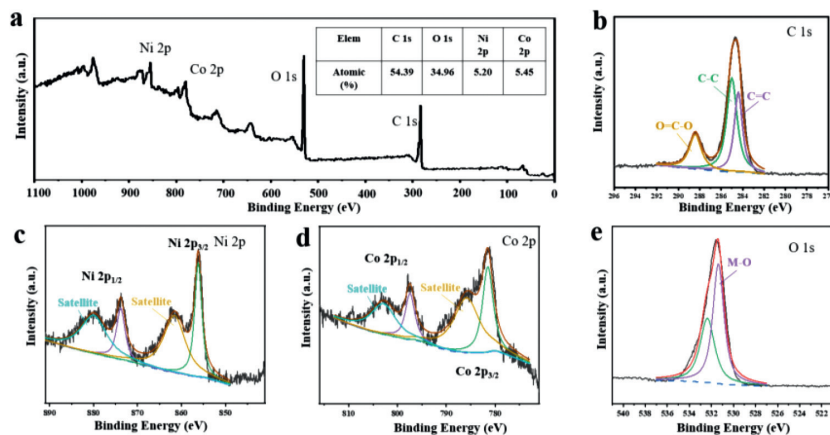 a
Ni 2p
Co 2p
O 1s
C 1s
Elem C 1s O 1s Ni 2p Co 2p
Atomic (%) 54.39 34.96 5.20 5.45
Intensity (a.u.)
1100 1000 900 800 700 600 500 400 300 200 100 0
Binding Energy (eV)
b
C 1s
C-C
C=C
O=C-O
Intensity (a.u.)
296 294 292 290 288 286 284 282 280 278 276
Binding Energy (eV)
c
Ni 2p3/2
Ni 2p
Ni 2p1/2
Satellite
Satellite
Intensity (a.u.)
890 880 870 860 850
Binding Energy (eV)
d
Co 2p
Co 2p1/2
Satellite
Satellite
Co 2p3/2
Intensity (a.u.)
810 800 790 780
Binding Energy (eV)
e
O 1s
M-O
Intensity (a.u.)
540 538 536 534 532 530 528 526 524 522
Binding Energy (eV)